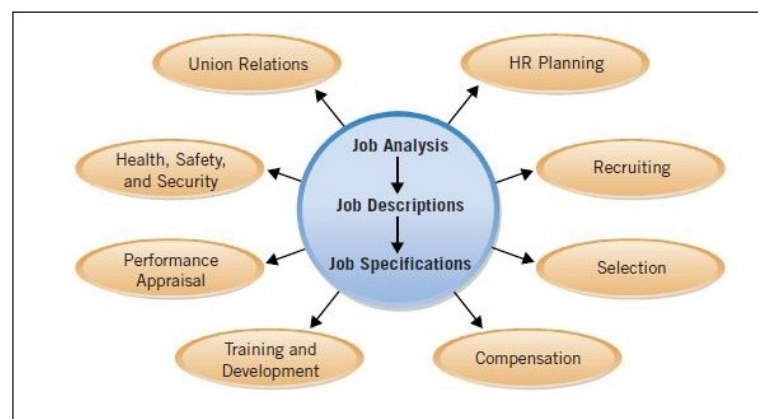 Union Relations
HR Planning
Job Analysis
Health, Safety,
and Security
Recruiting
Job Descriptions
Performance
Appraisal
Job Specifications
Selection
Training and
Development
Compensation